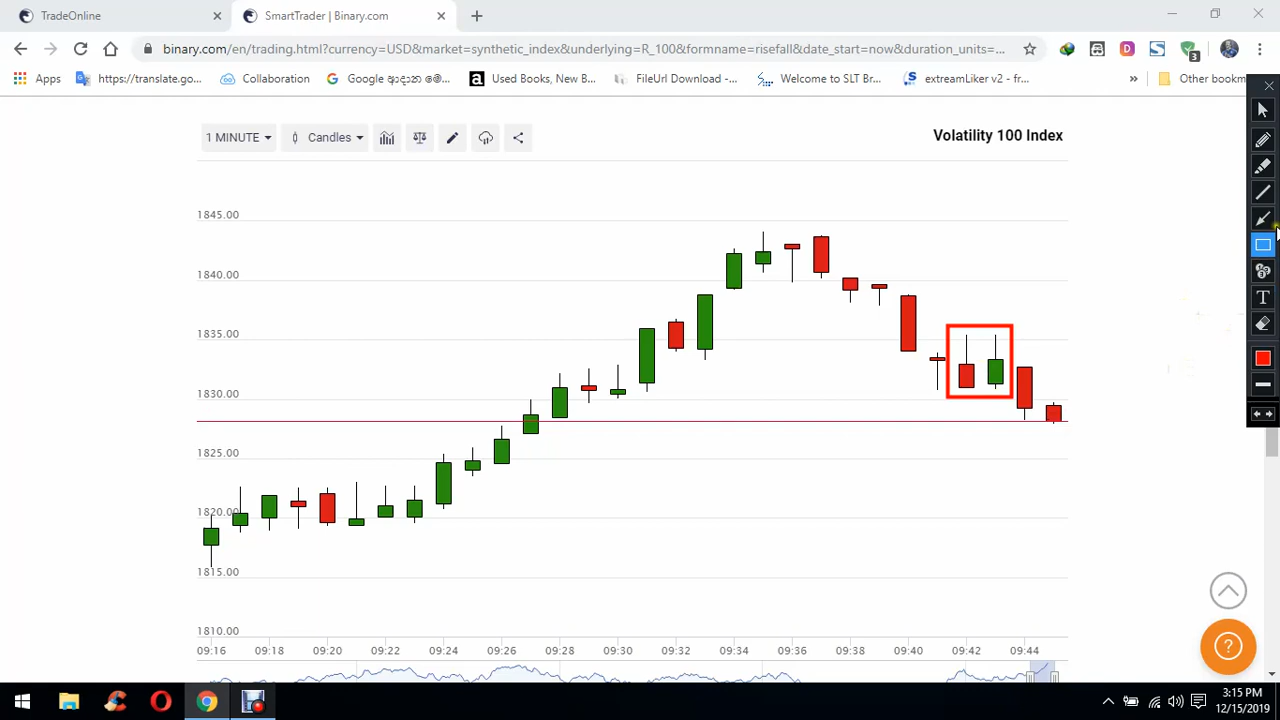 TradeOnline
SmartTrader | Binary.com
binary.com/en/trading.html?currency=USD&market=synthetic_index&underlying=R_100&formname=risefall&date_start=now&duration_units=...
Apps
https://translate.go...
Collaboration
Google ආදානය මෙ...
Used Books, New B...
FileUrl Download -...
Welcome to SLT Br...
extreamLiker v2 - fr...
»
Other bookm
1 MINUTE
Candles
Volatility 100 Index
1845.00
1840.00
1835.00
1830.00
1825.00
1820.00
1815.00
1810.00
09:16 09:18 09:20 09:22 09:24 09:26 09:28 09:30 09:32 09:34 09:36 09:38 09:40 09:42 09:44
?
T
3
3:15 PM
12/15/2019